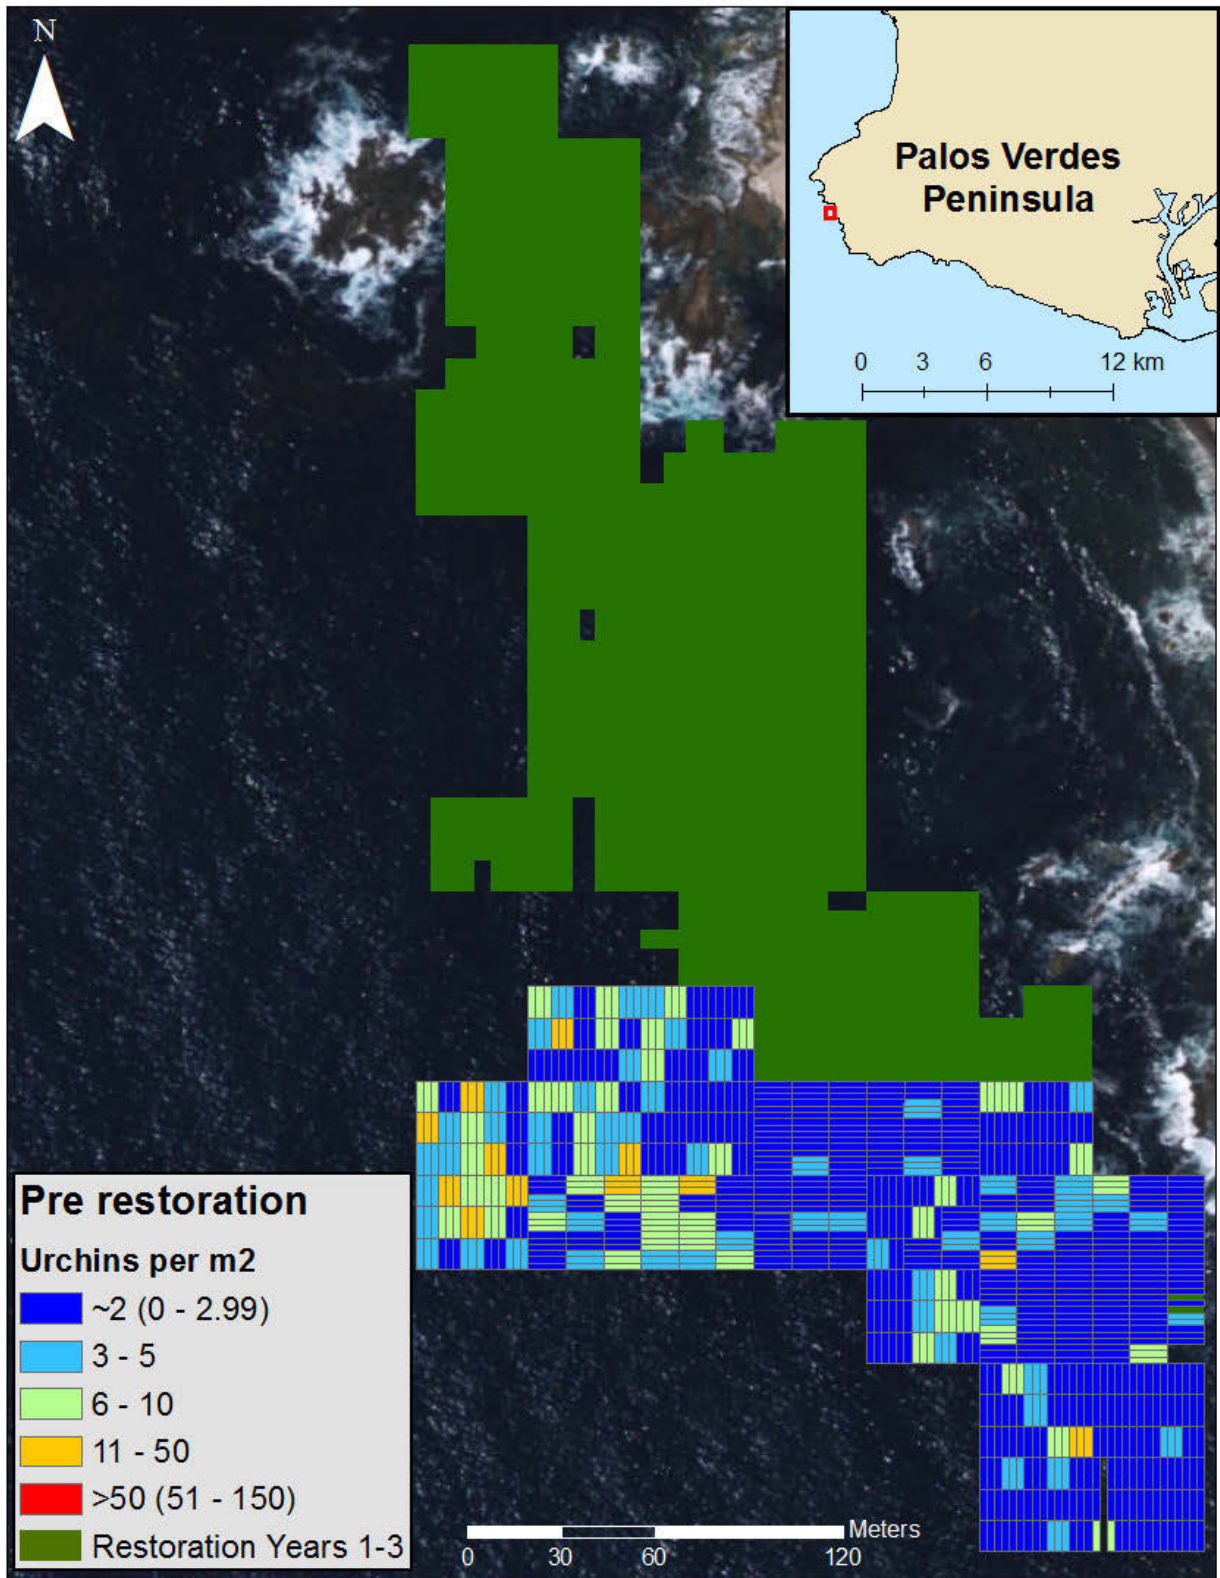 N
Palos Verdes
Peninsula
0 3 6 12 km
Pre restoration
Urchins per m2
~2 (0 - 2.99)
3 - 5
6 - 10
11 - 50
>50 (51 - 150)
Restoration Years 1-3
Meters
0 30 60 120